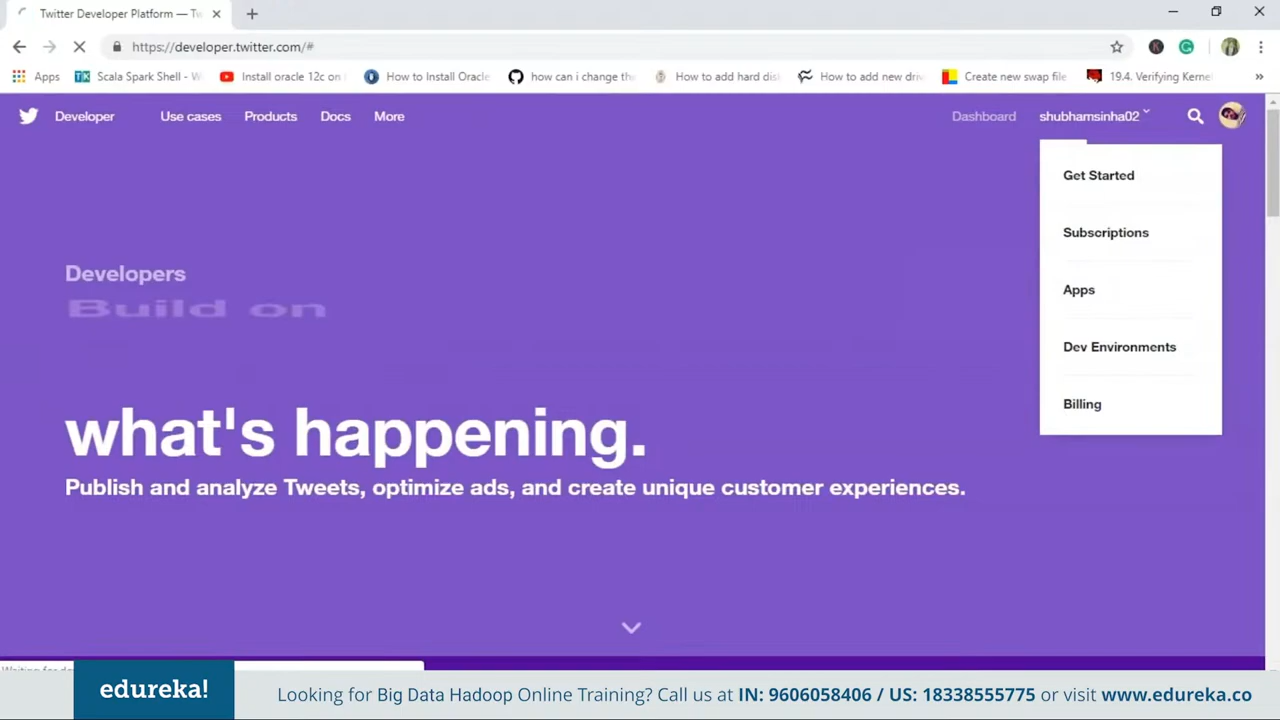 Twitter Developer Platform — Tw
https://developer.twitter.com/#
Apps
Scala Spark Shell - W
Install oracle 12c on
How to Install Oracle
how can i change the
How to add hard disk
How to add new driv
Create new swap file
19.4. Verifying Kernel
Developer
Use cases
Products
Docs
More
Dashboard
shubhamsinha02
Get Started
Subscriptions
Apps
Dev Environments
Billing
Developers
Build on
what's happening.
Publish and analyze Tweets, optimize ads, and create unique customer experiences.
edureka!
Looking for Big Data Hadoop Online Training? Call us at IN: 9606058406 / US: 18338555775 or visit www.edureka.co